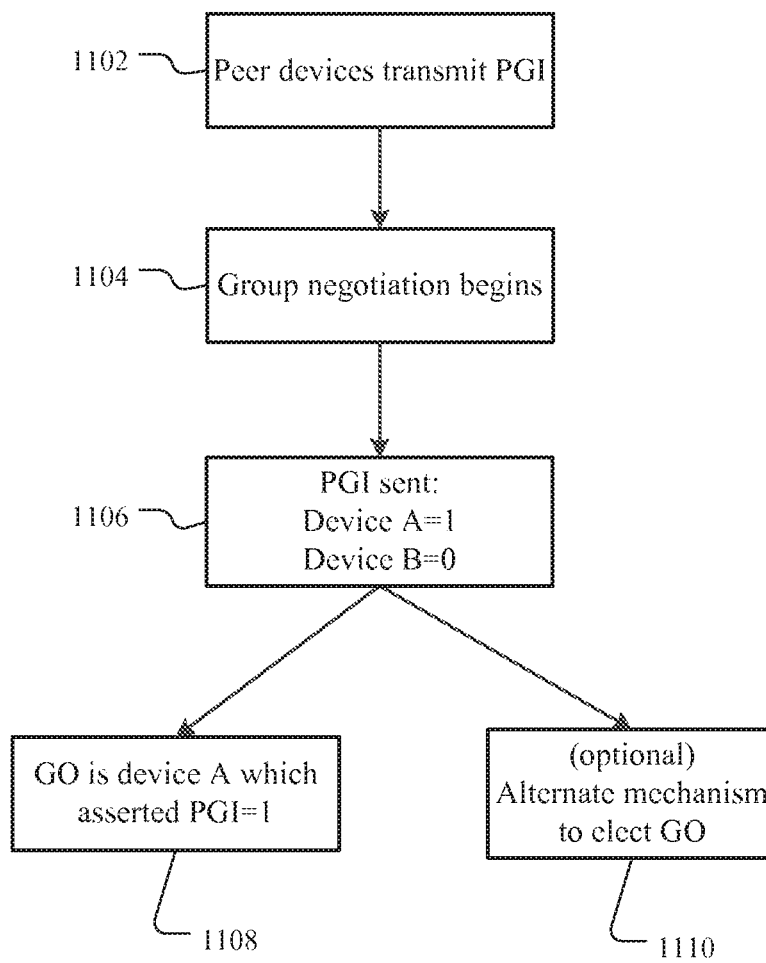 1102
Peer devices transmit PGI
1104
Group negotiation begins
1106
PGI sent:
Device A=1
Device B=0
GO is device A which
asserted PGI=1
(optional)
Alternate mechanism
to elect GO
1108
1110